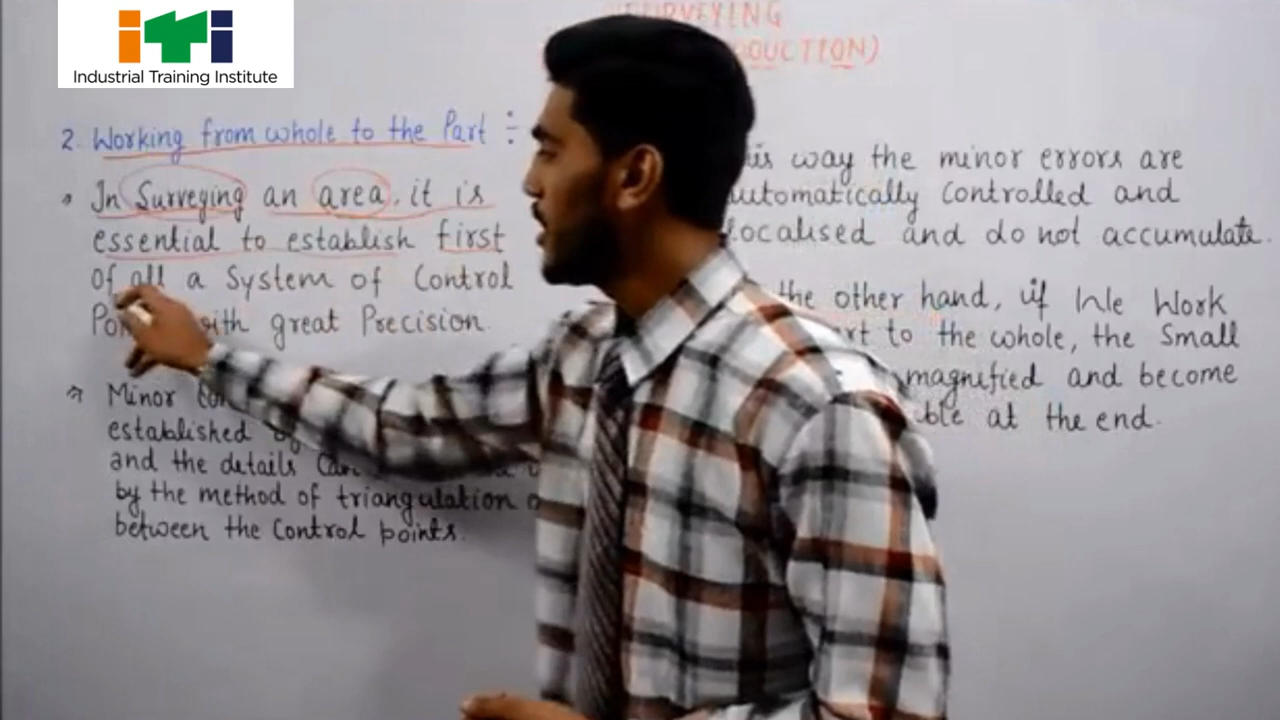 iTi
Industrial Training Institute
SURVEYING
2. Working from whole to the Part :-
In Surveying an area, it is
essential to establish first
Of all a System of Control
with great Precision.
Minor
established
and the details
by the method of triangulation
between the Control points.
way the minor errors are
automatically Controlled and
localised and do not accumulate.
the other hand, if We Work
to the whole, the Small
magnified and become
at the end.